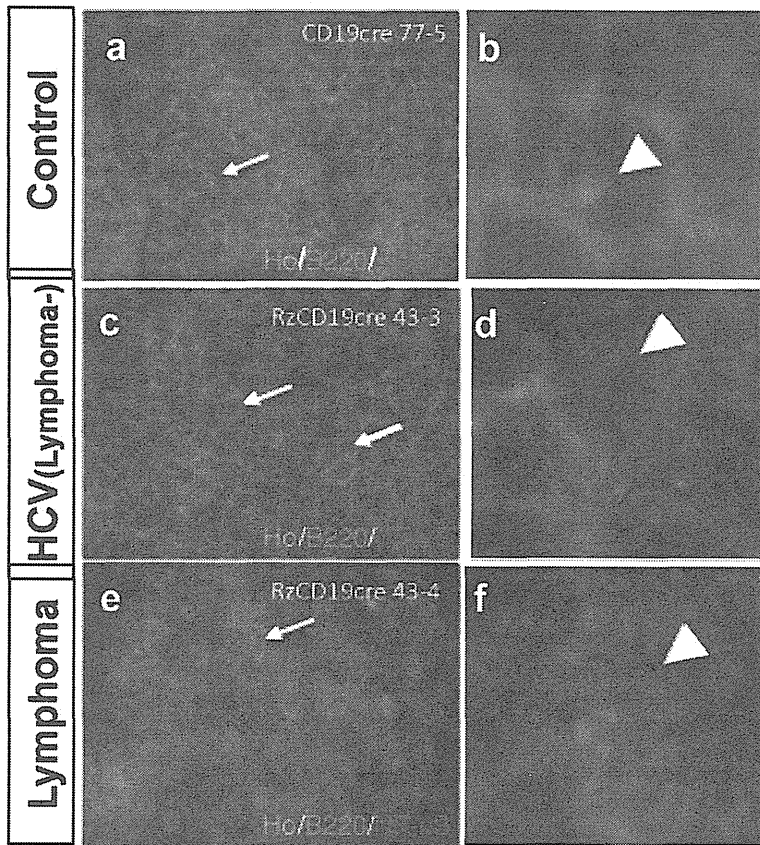 Control
a
CD19cre 77-5
Ho/B220/
b
HCV(Lymphoma-)
c
RzCD19cre 43-3
Ho/B220/
d
Lymphoma
e
RzCD19cre 43-4
Ho/B220/
f